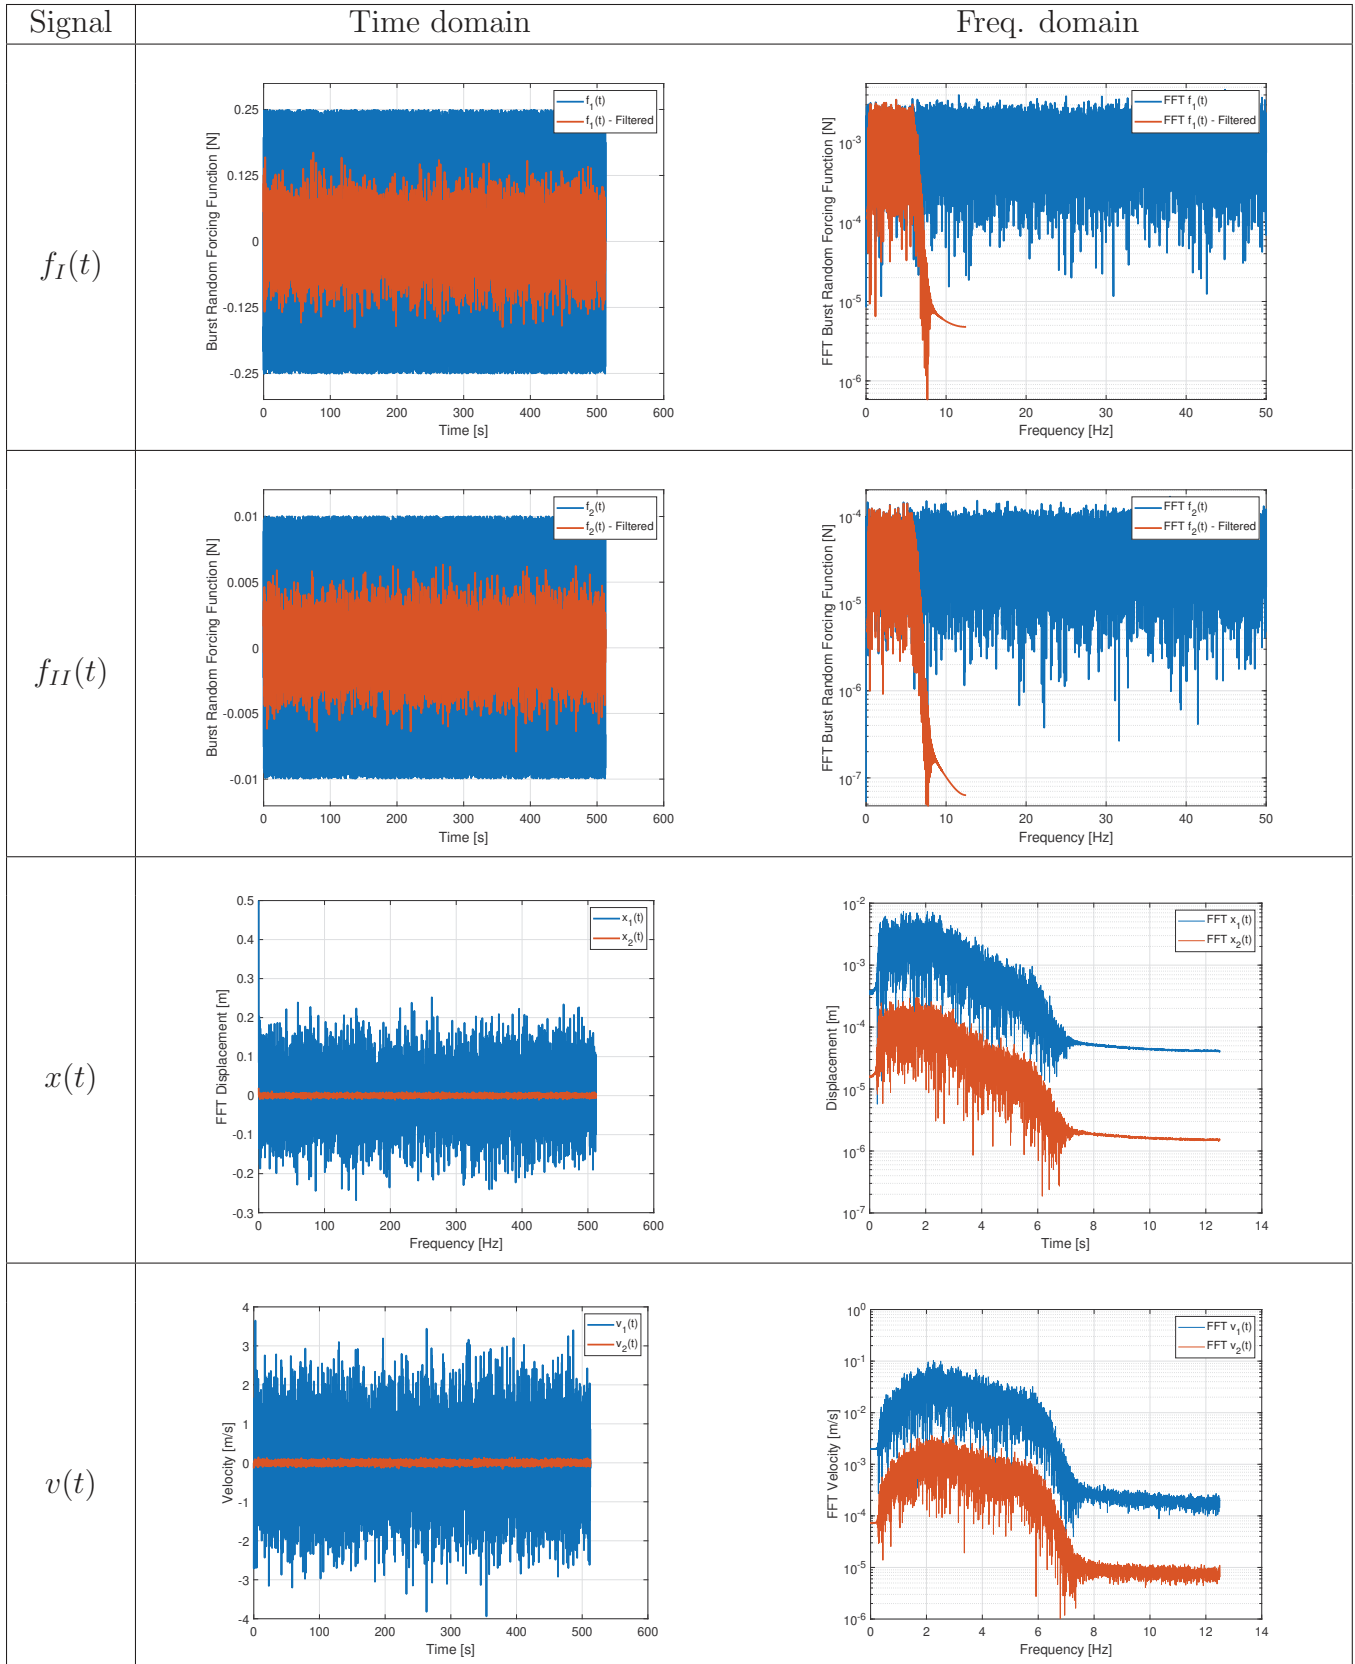 Signal Time domain Freq. domain
f_I(t)
Burst Random Forcing Function [N]
0.25
0.125
0
-0.125
-0.25
f_1(t)
f_1(t) - Filtered
0 100 200 300 400 500 600
Time [s]
FFT Burst Random Forcing Function [N]
10^-3
10^-4
10^-5
10^-6
FFT f_1(t)
FFT f_1(t) - Filtered
0 10 20 30 40 50
Frequency [Hz]
f_II(t)
Burst Random Forcing Function [N]
0.01
0.005
0
-0.005
-0.01
f_2(t)
f_2(t) - Filtered
0 100 200 300 400 500 600
Time [s]
FFT Burst Random Forcing Function [N]
10^-4
10^-5
10^-6
10^-7
FFT f_2(t)
FFT f_2(t) - Filtered
0 10 20 30 40 50
Frequency [Hz]
x(t)
FFT Displacement [m]
0.5
0.4
0.3
0.2
0.1
0
-0.1
-0.2
-0.3
x_1(t)
x_2(t)
0 100 200 300 400 500 600
Frequency [Hz]
Displacement [m]
10^-2
10^-3
10^-4
10^-5
10^-6
10^-7
FFT x_1(t)
FFT x_2(t)
0 2 4 6 8 10 12 14
Time [s]
v(t)
Velocity [m/s]
4
3
2
1
0
-1
-2
-3
-4
v_1(t)
v_2(t)
0 100 200 300 400 500 600
Time [s]
FFT Velocity [m/s]
10^0
10^-1
10^-2
10^-3
10^-4
10^-5
10^-6
FFT v_1(t)
FFT v_2(t)
0 2 4 6 8 10 12 14
Frequency [Hz]